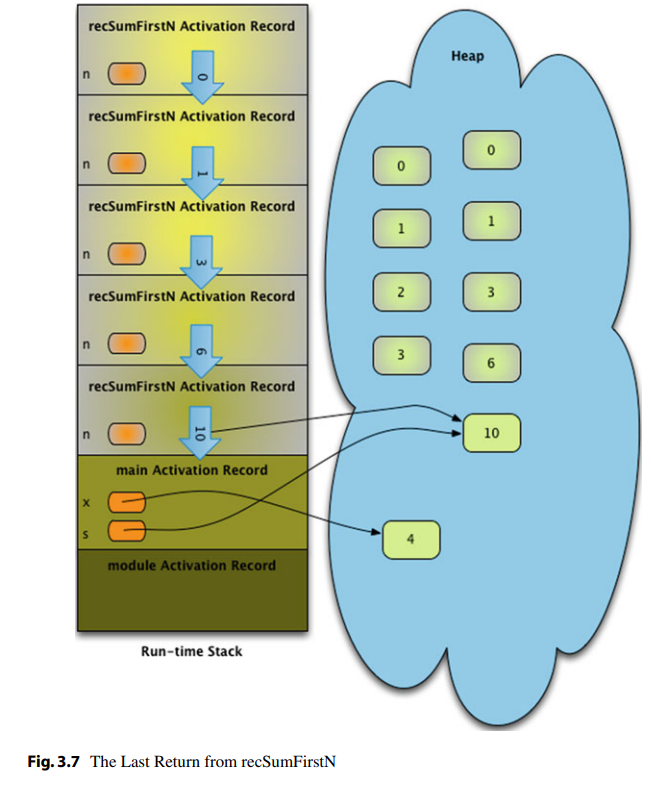 recSumFirstN Activation Record
n
0
recSumFirstN Activation Record
n
1
recSumFirstN Activation Record
n
3
recSumFirstN Activation Record
n
6
recSumFirstN Activation Record
n
10
main Activation Record
x
s
module Activation Record
Run-time Stack
Heap
0
0
1
1
2
3
3
6
10
4
Fig. 3.7 The Last Return from recSumFirstN